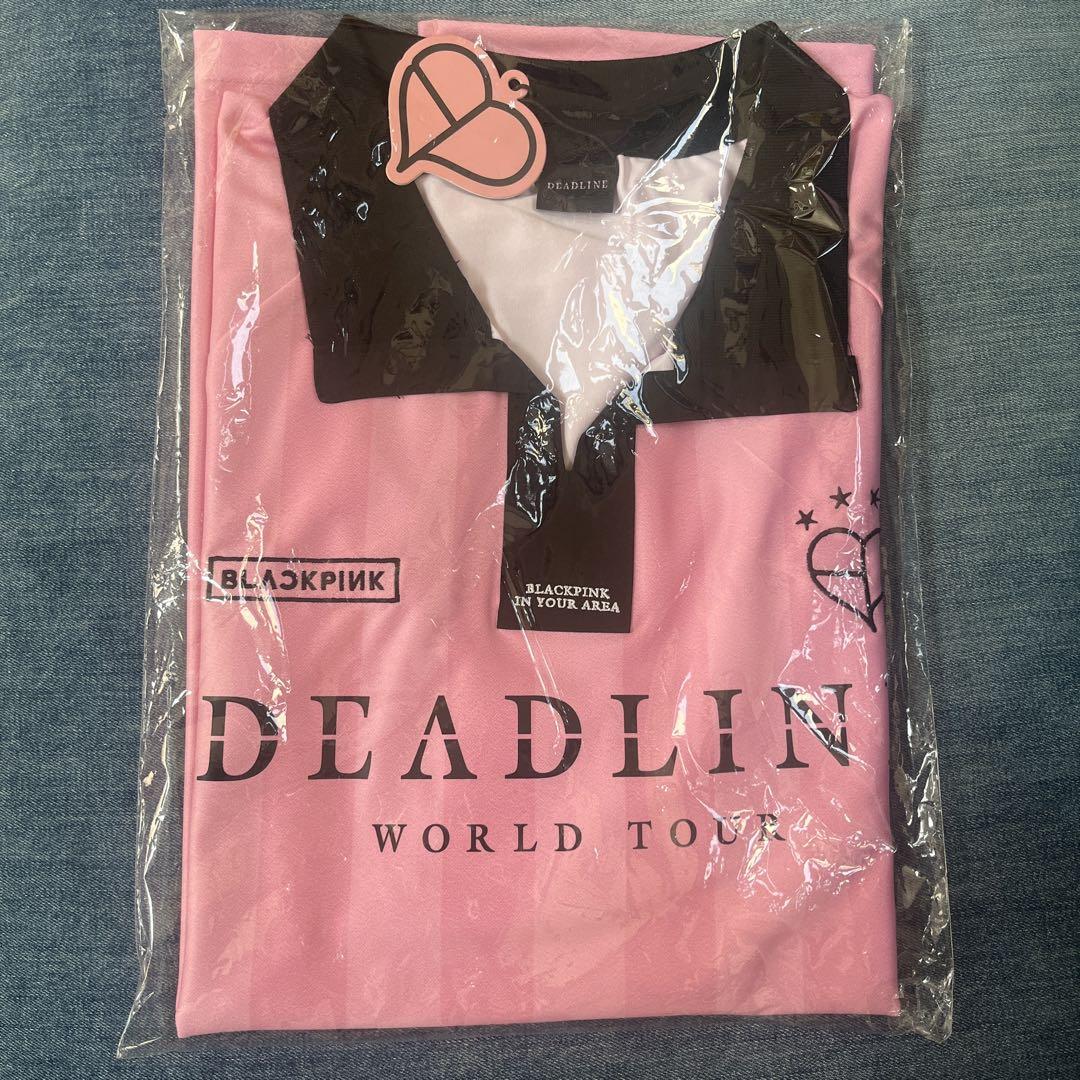 DEADLINE
BLACKPINK
BLACKPINK
IN YOUR AREA
DEADLIN
WORLD TOUR